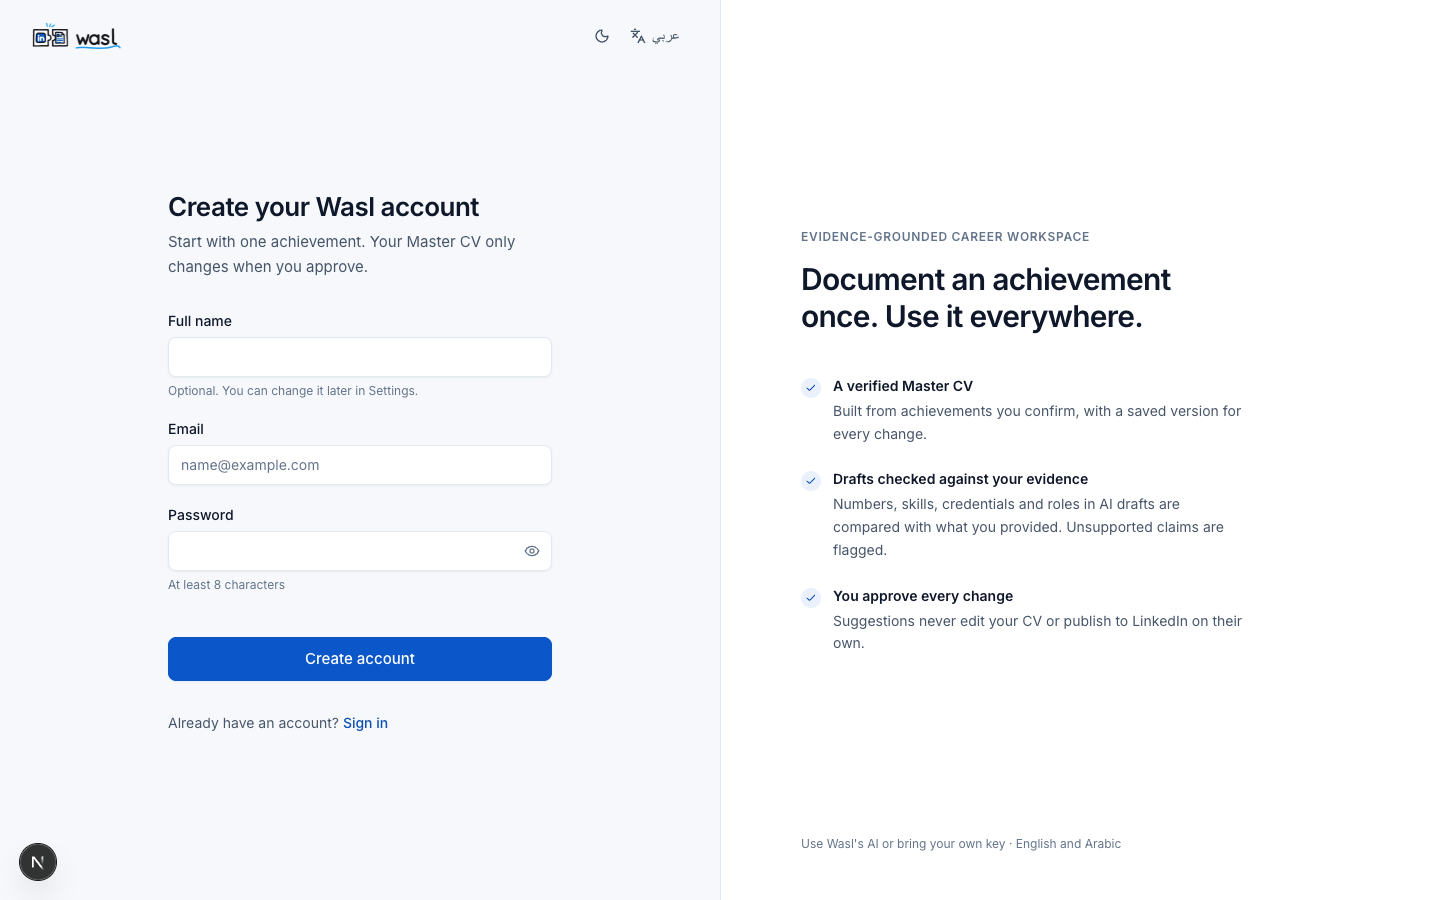 wasl
عربي
Create your Wasl account
Start with one achievement. Your Master CV only
changes when you approve.
Full name
Optional. You can change it later in Settings.
Email
name@example.com
Password
At least 8 characters
Create account
Already have an account? Sign in
N
EVIDENCE-GROUNDED CAREER WORKSPACE
Document an achievement
once. Use it everywhere.
A verified Master CV
Built from achievements you confirm, with a saved version for
every change.
Drafts checked against your evidence
Numbers, skills, credentials and roles in AI drafts are
compared with what you provided. Unsupported claims are
flagged.
You approve every change
Suggestions never edit your CV or publish to LinkedIn on their
own.
Use Wasl's AI or bring your own key · English and Arabic